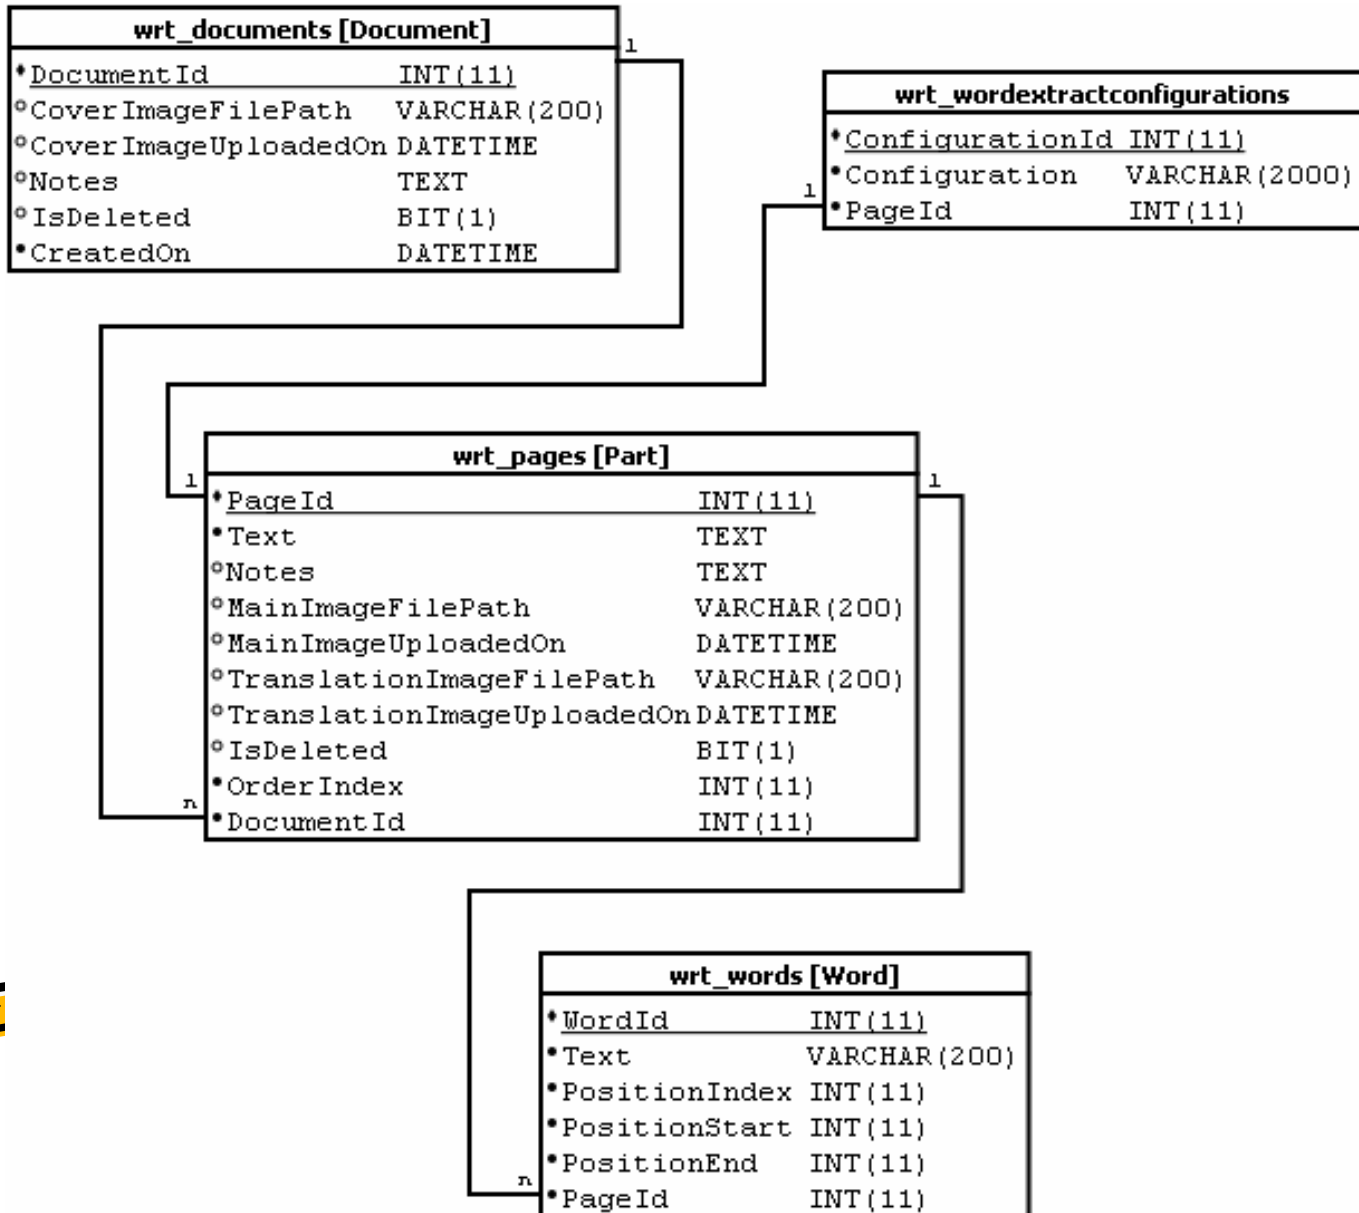 wrt_documents [Document]
DocumentId INT(11)
CoverImageFilePath VARCHAR(200)
CoverImageUploadedOn DATETIME
Notes TEXT
IsDeleted BIT(1)
CreatedOn DATETIME
1
wrt_wordextractconfigurations
ConfigurationId INT(11)
Configuration VARCHAR(2000)
PageId INT(11)
1
wrt_pages [Part]
1
1
PageId INT(11)
Text TEXT
Notes TEXT
MainImageFilePath VARCHAR(200)
MainImageUploadedOn DATETIME
TranslationImageFilePath VARCHAR(200)
TranslationImageUploadedOn DATETIME
IsDeleted BIT(1)
OrderIndex INT(11)
n
DocumentId INT(11)
wrt_words [Word]
WordId INT(11)
Text VARCHAR(200)
PositionIndex INT(11)
PositionStart INT(11)
PositionEnd INT(11)
n
PageId INT(11)